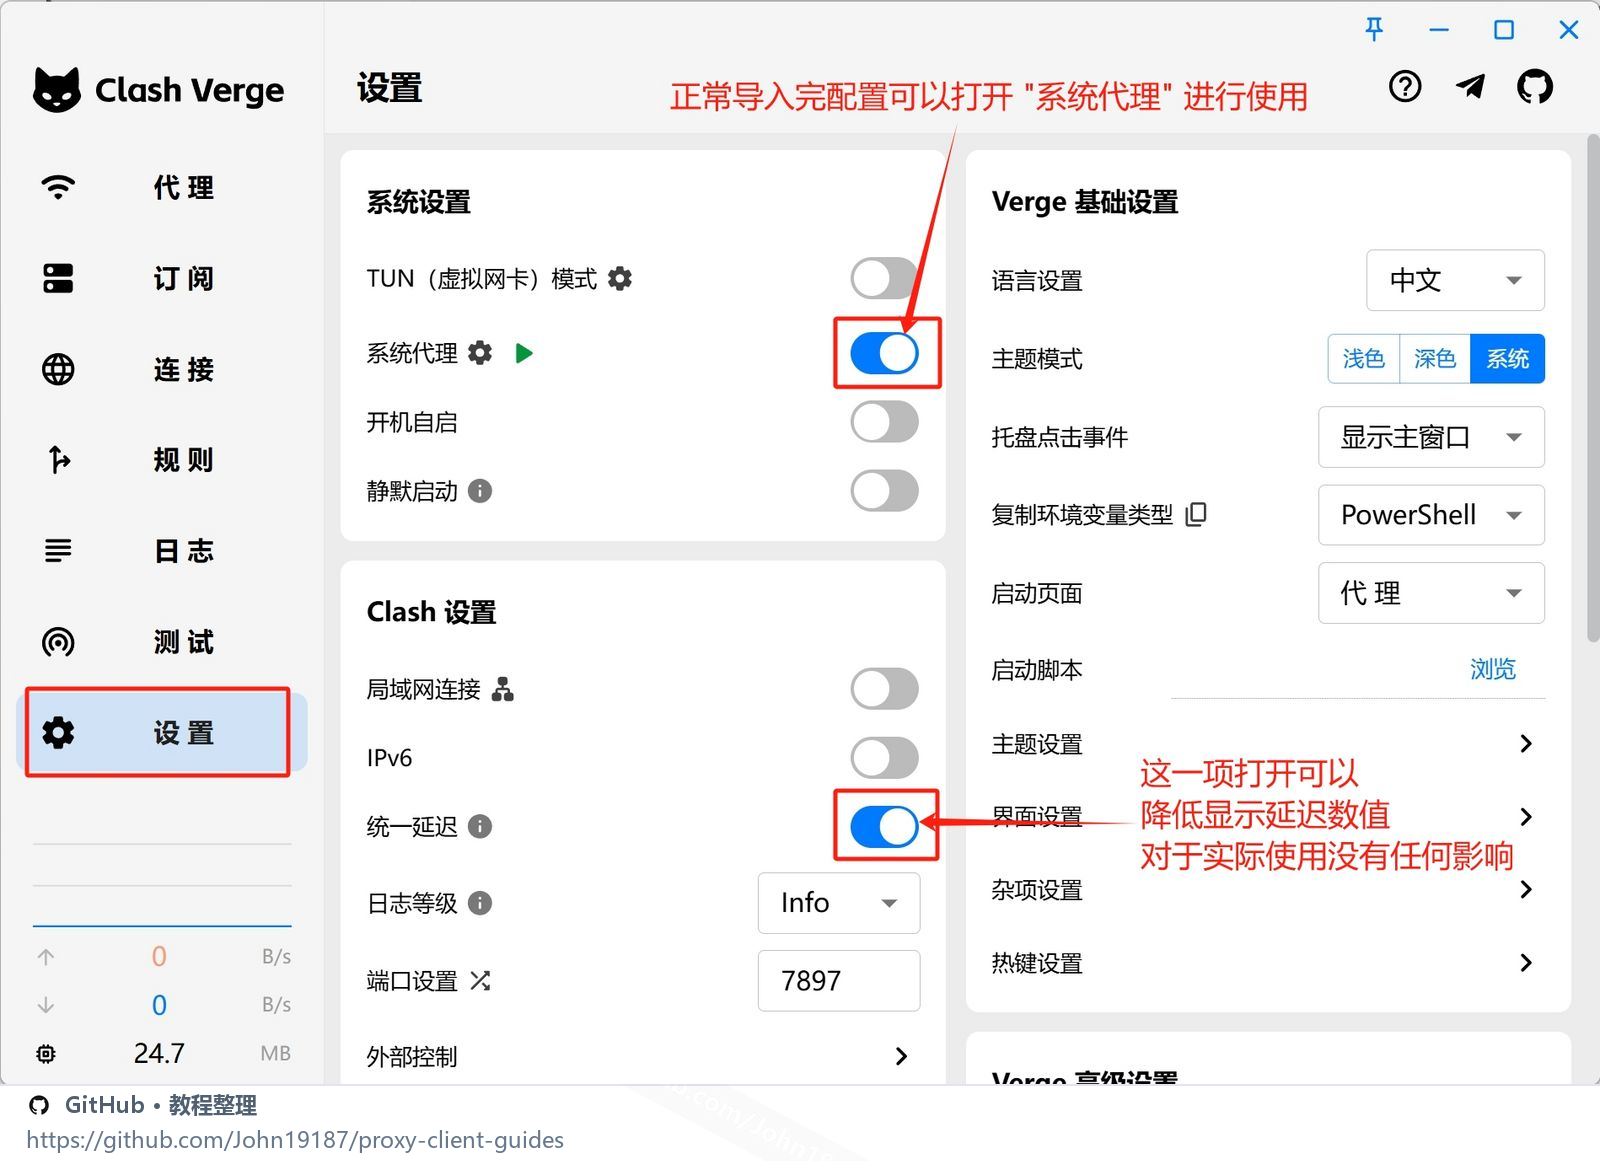 Clash Verge
设置
正常导入完配置可以打开 "系统代理" 进行使用
代 理
订 阅
连 接
规 则
日 志
测 试
设 置
0 B/s
0 B/s
24.7 MB
系统设置
TUN（虚拟网卡）模式
系统代理
开机自启
静默启动
Clash 设置
局域网连接
IPv6
统一延迟
日志等级 Info
端口设置 7897
外部控制
Verge 基础设置
语言设置 中文
主题模式 浅色 深色 系统
托盘点击事件 显示主窗口
复制环境变量类型 PowerShell
启动页面 代 理
启动脚本 浏览
主题设置
界面设置
杂项设置
热键设置
这一项打开可以
降低显示延迟数值
对于实际使用没有任何影响
Verge 高级设置
GitHub • 教程整理
https://github.com/John19187/proxy-client-guides